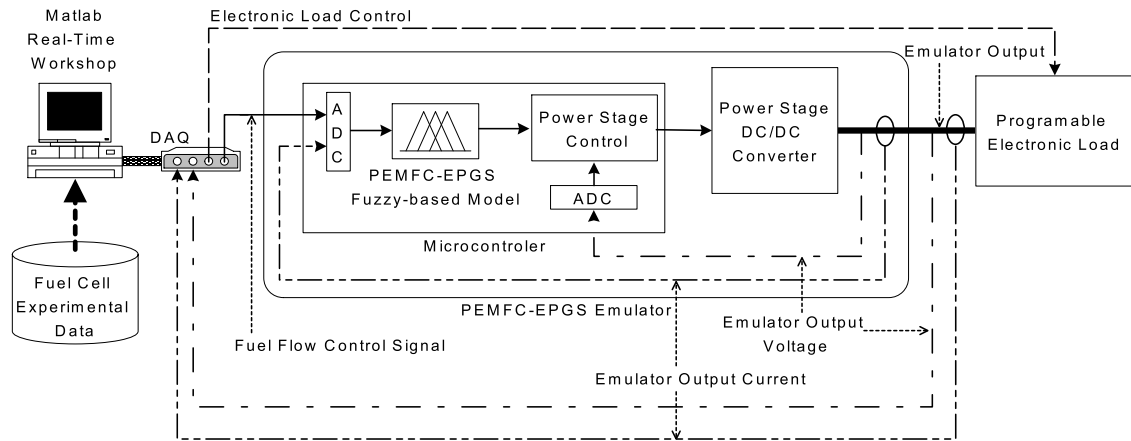 Matlab
Real-Time
Workshop
Electronic Load Control
Emulator Output
DAQ
ADC
PEMFC-EPGS
Fuzzy-based Model
Power Stage
Control
ADC
Microcontroler
Power Stage
DC/DC
Converter
Programable
Electronic Load
Fuel Cell
Experimental
Data
PEMFC-EPGS Emulator
Fuel Flow Control Signal
Emulator Output
Voltage
Emulator Output Current